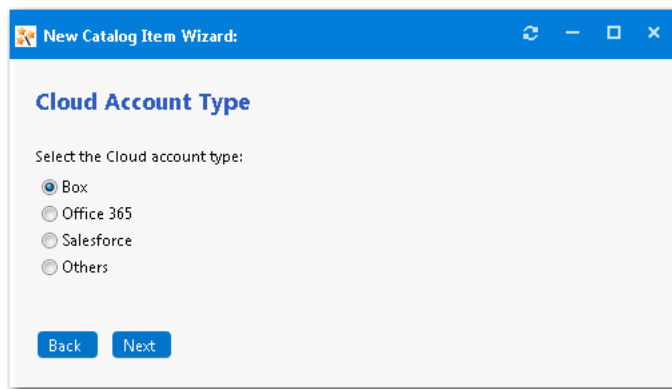 New Catalog Item Wizard:
Cloud Account Type
Select the Cloud account type:
Box
Office 365
Salesforce
Others
Back Next